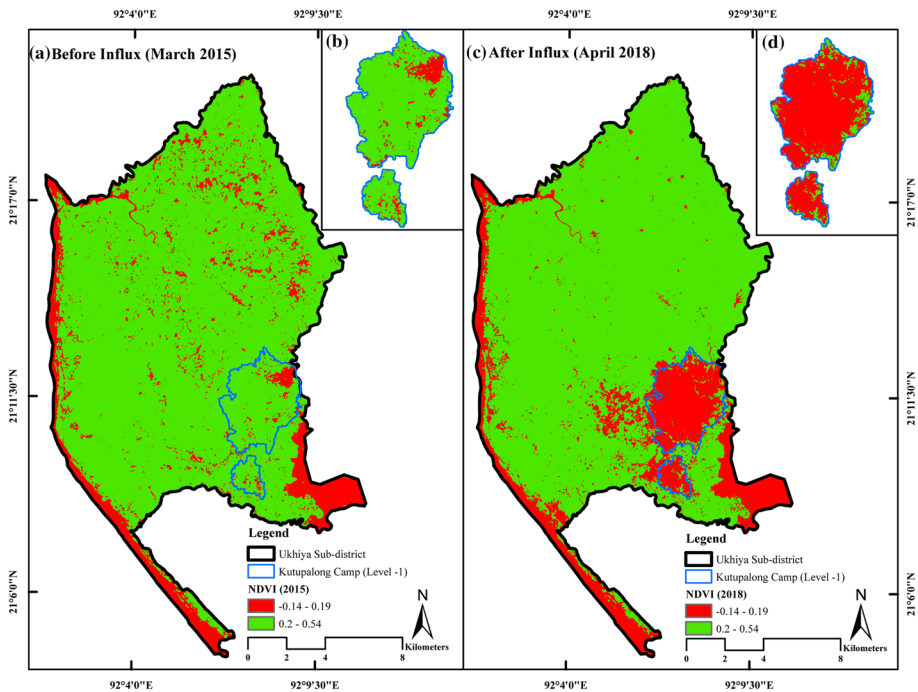 92°4'0"E 92°9'30"E 92°4'0"E 92°9'30"E
(a) Before Influx (March 2015)
(b)
(c) After Influx (April 2018)
(d)
21°17'0"N 21°17'0"N
21°11'30"N 21°11'30"N
21°6'0"N 21°6'0"N
Legend
Ukhiya Sub-district
Kutupalong Camp (Level -1)
NDVI (2015)
-0.14 - 0.19
0.2 - 0.54
N
Kilometers
0 2 4 8
Legend
Ukhiya Sub-district
Kutupalong Camp (Level -1)
NDVI (2018)
-0.14 - 0.19
0.2 - 0.54
N
Kilometers
0 2 4 8
92°4'0"E 92°9'30"E 92°4'0"E 92°9'30"E